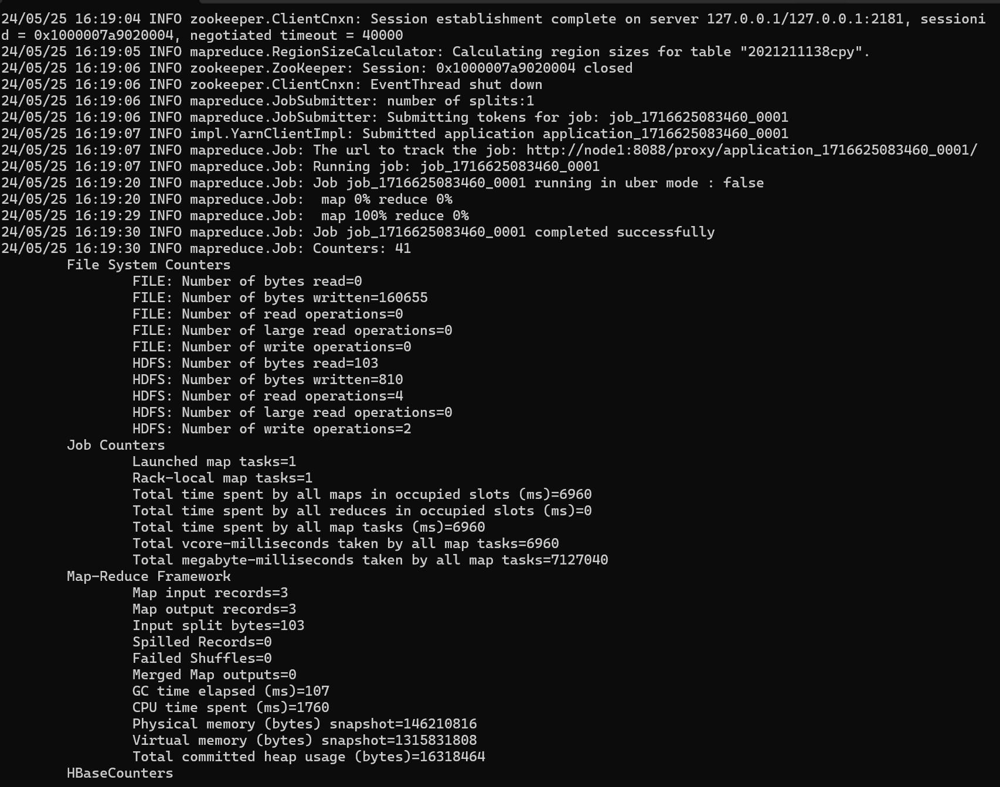 24/05/25 16:19:04 INFO zookeeper.ClientCnxn: Session establishment complete on server 127.0.0.1/127.0.0.1:2181, sessioni
d = 0x1000007a9020004, negotiated timeout = 40000
24/05/25 16:19:05 INFO mapreduce.RegionSizeCalculator: Calculating region sizes for table "2021211138cpy".
24/05/25 16:19:06 INFO zookeeper.ZooKeeper: Session: 0x1000007a9020004 closed
24/05/25 16:19:06 INFO zookeeper.ClientCnxn: EventThread shut down
24/05/25 16:19:06 INFO mapreduce.JobSubmitter: number of splits:1
24/05/25 16:19:06 INFO mapreduce.JobSubmitter: Submitting tokens for job: job_1716625083460_0001
24/05/25 16:19:07 INFO impl.YarnClientImpl: Submitted application application_1716625083460_0001
24/05/25 16:19:07 INFO mapreduce.Job: The url to track the job: http://node1:8088/proxy/application_1716625083460_0001/
24/05/25 16:19:07 INFO mapreduce.Job: Running job: job_1716625083460_0001
24/05/25 16:19:20 INFO mapreduce.Job: Job job_1716625083460_0001 running in uber mode : false
24/05/25 16:19:20 INFO mapreduce.Job:  map 0% reduce 0%
24/05/25 16:19:29 INFO mapreduce.Job:  map 100% reduce 0%
24/05/25 16:19:30 INFO mapreduce.Job: Job job_1716625083460_0001 completed successfully
24/05/25 16:19:30 INFO mapreduce.Job: Counters: 41
File System Counters
FILE: Number of bytes read=0
FILE: Number of bytes written=160655
FILE: Number of read operations=0
FILE: Number of large read operations=0
FILE: Number of write operations=0
HDFS: Number of bytes read=103
HDFS: Number of bytes written=810
HDFS: Number of read operations=4
HDFS: Number of large read operations=0
HDFS: Number of write operations=2
Job Counters
Launched map tasks=1
Rack-local map tasks=1
Total time spent by all maps in occupied slots (ms)=6960
Total time spent by all reduces in occupied slots (ms)=0
Total time spent by all map tasks (ms)=6960
Total vcore-milliseconds taken by all map tasks=6960
Total megabyte-milliseconds taken by all map tasks=7127040
Map-Reduce Framework
Map input records=3
Map output records=3
Input split bytes=103
Spilled Records=0
Failed Shuffles=0
Merged Map outputs=0
GC time elapsed (ms)=107
CPU time spent (ms)=1760
Physical memory (bytes) snapshot=146210816
Virtual memory (bytes) snapshot=1315831808
Total committed heap usage (bytes)=16318464
HBaseCounters